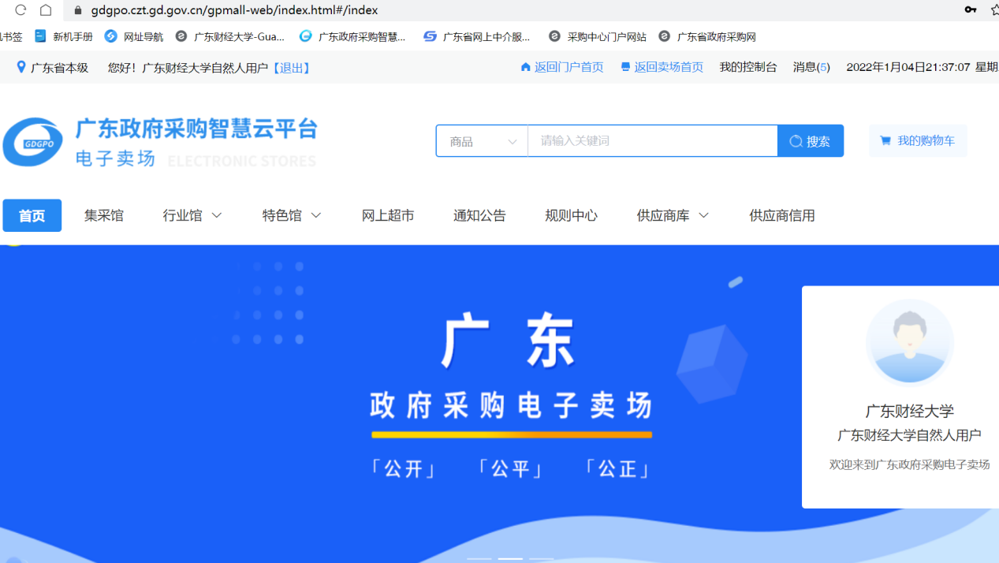 gdgpo.czt.gd.gov.cn/gpmall-web/index.html#/index
书签 新机手册 网址导航 广东财经大学-Gua... 广东政府采购智慧... 广东省网上中介服... 采购中心门户网站 广东省政府采购网
广东省本级 您好！广东财经大学自然人用户【退出】 返回门户首页 返回卖场首页 我的控制台 消息(5) 2022年1月04日21:37:07 星期
广东政府采购智慧云平台
GDGPO
电子卖场 ELECTRONIC STORES
商品 请输入关键词 搜索 我的购物车
首页 集采馆 行业馆 特色馆 网上超市 通知公告 规则中心 供应商库 供应商信用
广东
政府采购电子卖场
「公开」 「公平」 「公正」
广东财经大学
广东财经大学自然人用户
欢迎来到广东政府采购电子卖场